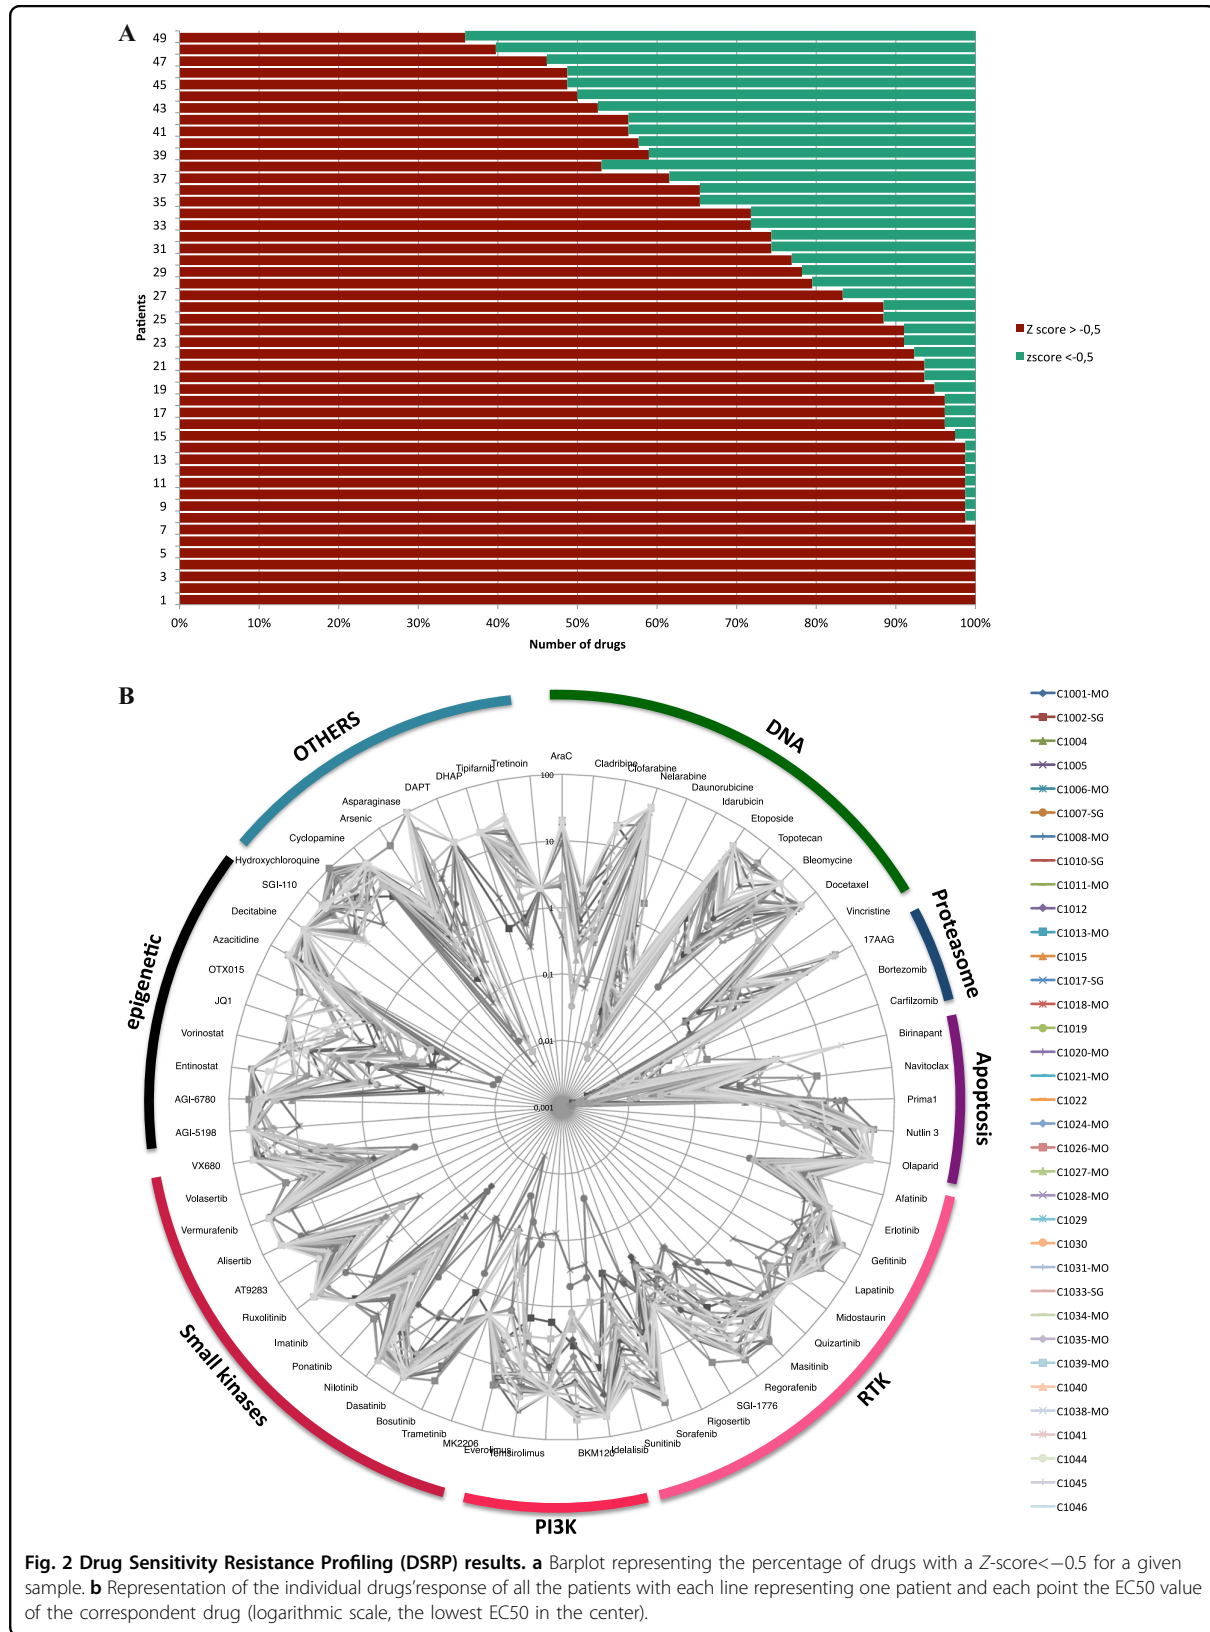 A
49
47
45
43
41
39
37
35
33
31
29
27
25
23
21
19
17
15
13
11
9
7
5
3
1
Patients
0% 10% 20% 30% 40% 50% 60% 70% 80% 90% 100%
Number of drugs
Z score > -0,5
zscore <-0,5
B
OTHERS
DNA
Proteasome
Apoptosis
RTK
PI3K
Small kinases
epigenetic
AraC
Cladribine
Clofarabine
Nelarabine
Daunorubicine
Idarubicin
Etoposide
Topotecan
Bleomycine
Docetaxel
Vincristine
17AAG
Bortezomib
Carfilzomib
Birinapant
Navitoclax
Prima1
Nutlin 3
Olaparid
Afatinib
Erlotinib
Gefitinib
Lapatinib
Midostaurin
Quizartinib
Masitinib
Regorafenib
SGI-1776
Rigosertib
Sorafenib
Sunitinib
Idelalisib
BKM120
Temsirolimus
Everolimus
MK2206
Trametinib
Bosutinib
Dasatinib
Nilotinib
Ponatinib
Imatinib
Ruxolitinib
AT9283
Alisertib
Vermurafenib
Volasertib
VX680
AGI-5198
AGI-6780
Entinostat
Vorinostat
JQ1
OTX015
Azacitidine
Decitabine
SGI-110
Hydroxychloroquine
Cyclopamine
Arsenic
Asparaginase
DAPT
DHAP
Tipifarnib
Tretinoin
100
10
1
0,1
0,01
0,001
C1001-MO
C1002-SG
C1004
C1005
C1006-MO
C1007-SG
C1008-MO
C1010-SG
C1011-MO
C1012
C1013-MO
C1015
C1017-SG
C1018-MO
C1019
C1020-MO
C1021-MO
C1022
C1024-MO
C1026-MO
C1027-MO
C1028-MO
C1029
C1030
C1031-MO
C1033-SG
C1034-MO
C1035-MO
C1039-MO
C1040
C1038-MO
C1041
C1044
C1045
C1046
Fig. 2 Drug Sensitivity Resistance Profiling (DSRP) results. a Barplot representing the percentage of drugs with a Z-score<−0.5 for a given
sample. b Representation of the individual drugs'response of all the patients with each line representing one patient and each point the EC50 value
of the correspondent drug (logarithmic scale, the lowest EC50 in the center).